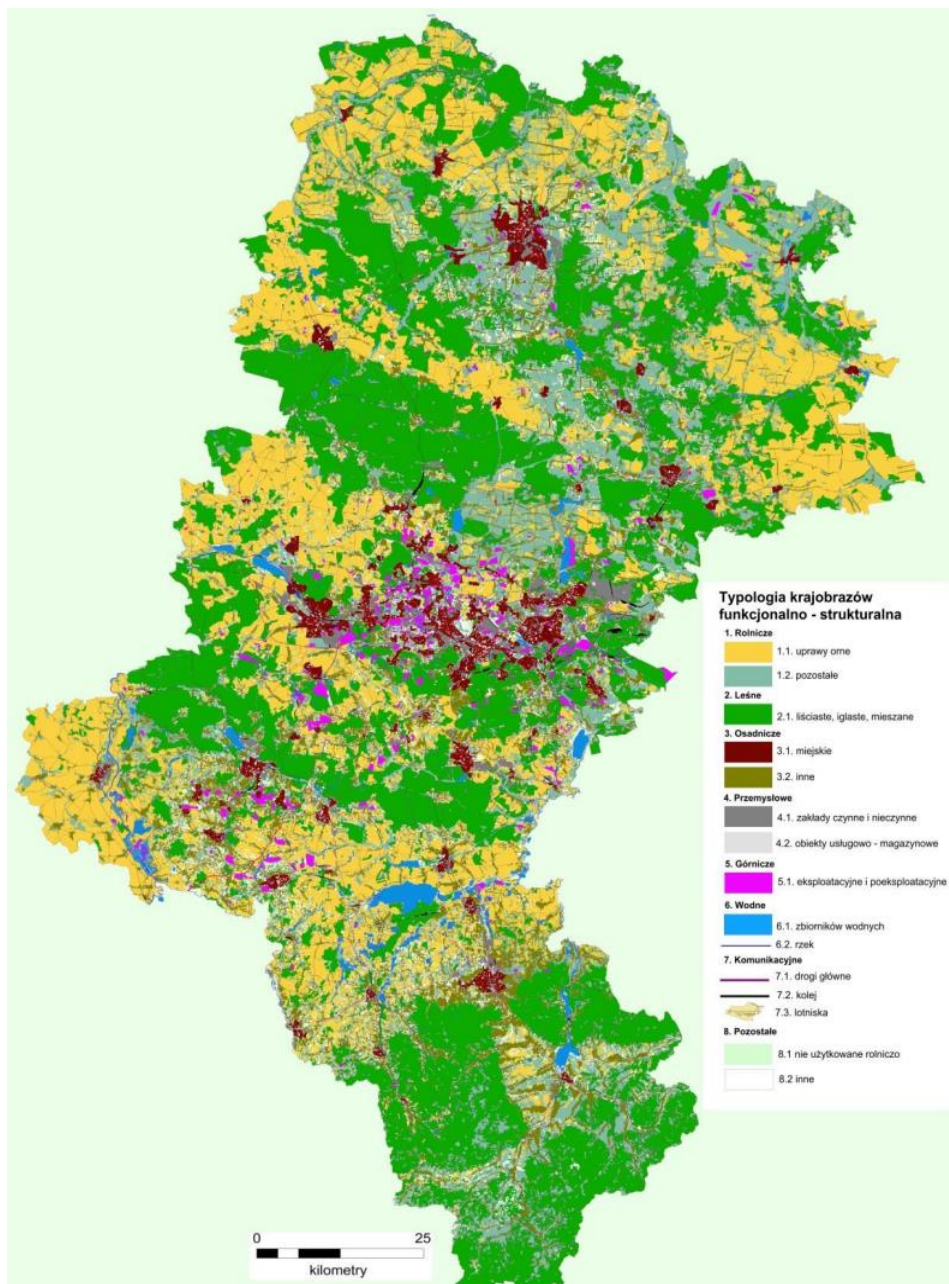 Typologia krajobrazów
funkcjonalno - strukturalna
1. Rolnicze
1.1. uprawy orne
1.2. pozostałe
2. Leśne
2.1. liściaste, iglaste, mieszane
3. Osadnicze
3.1. miejskie
3.2. inne
4. Przemysłowe
4.1. zakłady czynne i nieczynne
4.2. obiekty usługowo - magazynowe
5. Górnicze
5.1. eksploatacyjne i poeksploatacyjne
6. Wodne
6.1. zbiorników wodnych
6.2. rzek
7. Komunikacyjne
7.1. drogi główne
7.2. kolej
7.3. lotniska
8. Pozostałe
8.1 nie użytkowane rolniczo
8.2 inne
0 25
kilometry